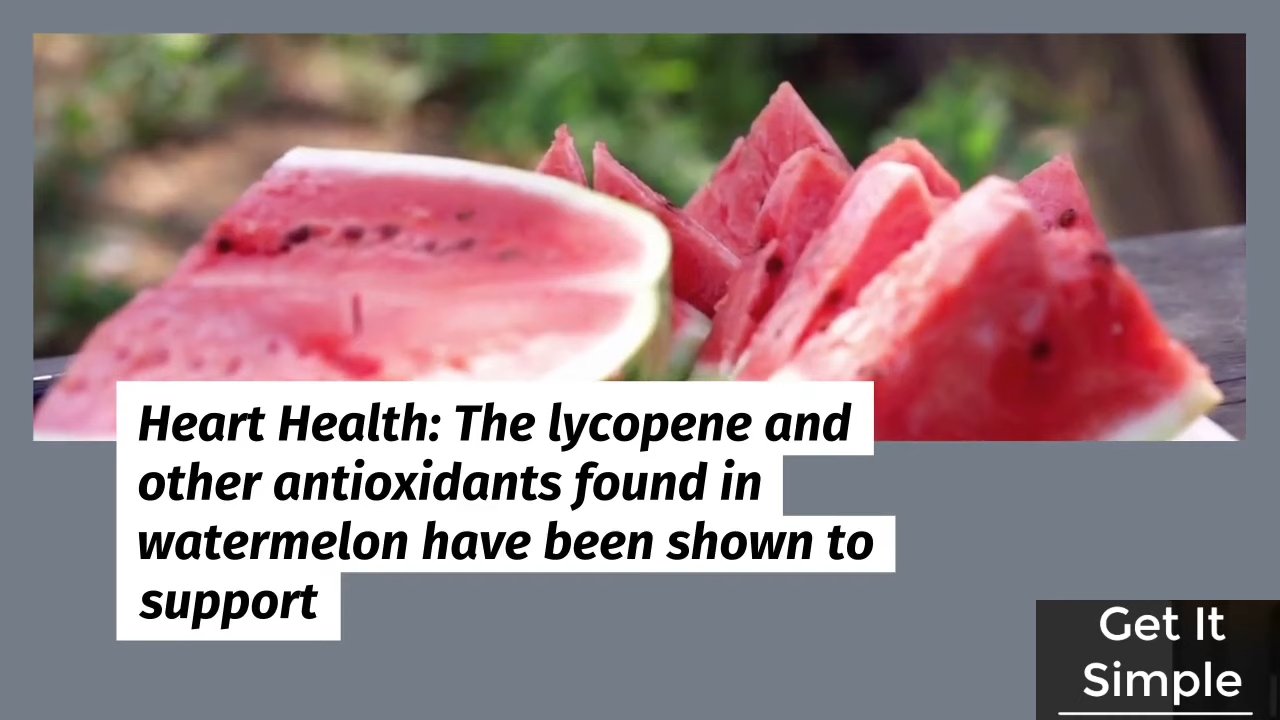 Heart Health: The lycopene and
other antioxidants found in
watermelon have been shown to
support
Get It
Simple